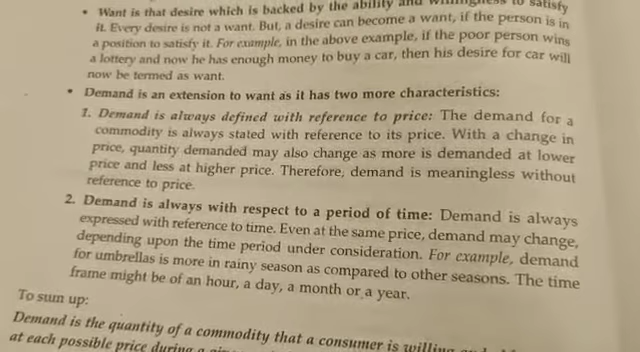 • Want is that desire which is backed by the ability and willingness to satisfy
it. Every desire is not a want. But, a desire can become a want, if the person is in
a position to satisfy it. For example, in the above example, if the poor person wins
a lottery and now he has enough money to buy a car, then his desire for car will
now be termed as want.
• Demand is an extension to want as it has two more characteristics:
1. Demand is always defined with reference to price: The demand for a
commodity is always stated with reference to its price. With a change in
price, quantity demanded may also change as more is demanded at lower
price and less at higher price. Therefore, demand is meaningless without
reference to price.
2. Demand is always with respect to a period of time: Demand is always
expressed with reference to time. Even at the same price, demand may change,
depending upon the time period under consideration. For example, demand
for umbrellas is more in rainy season as compared to other seasons. The time
frame might be of an hour, a day, a month or a year.
To sum up:
Demand is the quantity of a commodity that a consumer is willing
at each possible price during a